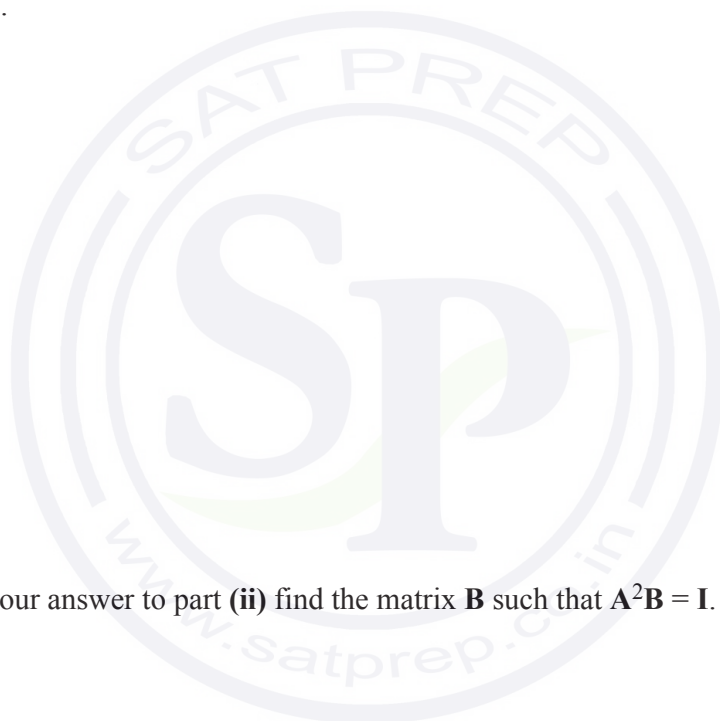 .
SAT PREP
SP
our answer to part (ii) find the matrix B such that A²B = I.
www.satprep.co.in